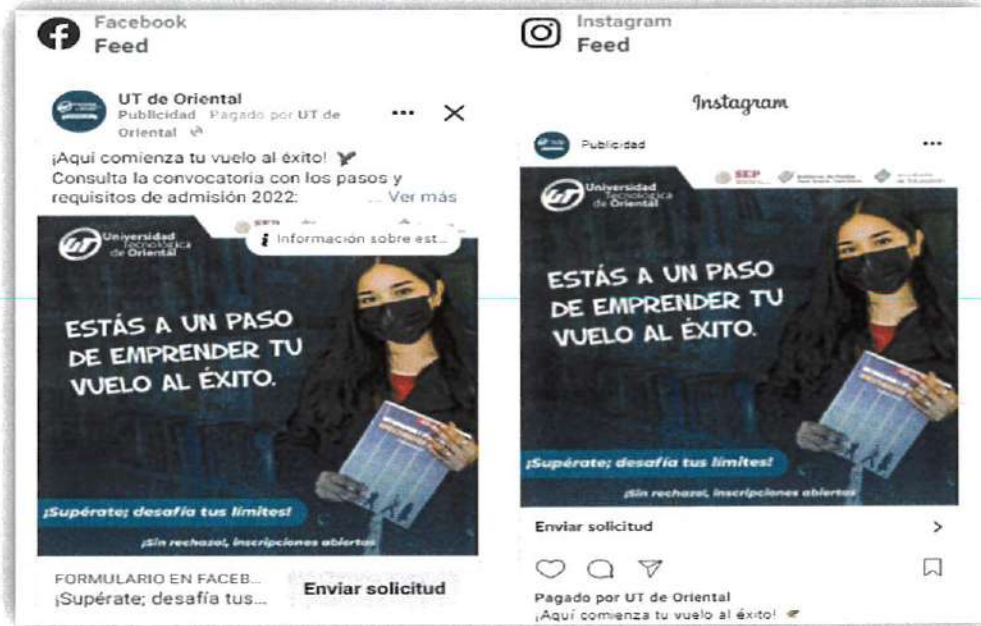 Facebook
Feed
UT de Oriental
Publicidad Pagado por UT de
Oriental
¡Aquí comienza tu vuelo al éxito!
Consulta la convocatoria con los pasos y
requisitos de admisión 2022: ... Ver más
UT Universidad
Tecnológica
de Oriental
i Información sobre est...
ESTÁS A UN PASO
DE EMPRENDER TU
VUELO AL ÉXITO.
¡Supérate; desafía tus límites!
¡Sin rechazo!, inscripciones abiertas
FORMULARIO EN FACEB...
¡Supérate; desafía tus...
Enviar solicitud
Instagram
Feed
Instagram
Publicidad
UT Universidad
Tecnológica
de Oriental
SEP
ESTÁS A UN PASO
DE EMPRENDER TU
VUELO AL ÉXITO.
¡Supérate; desafía tus límites!
¡Sin rechazo!, inscripciones abiertas
Enviar solicitud
Pagado por UT de Oriental
¡Aquí comienza tu vuelo al éxito!